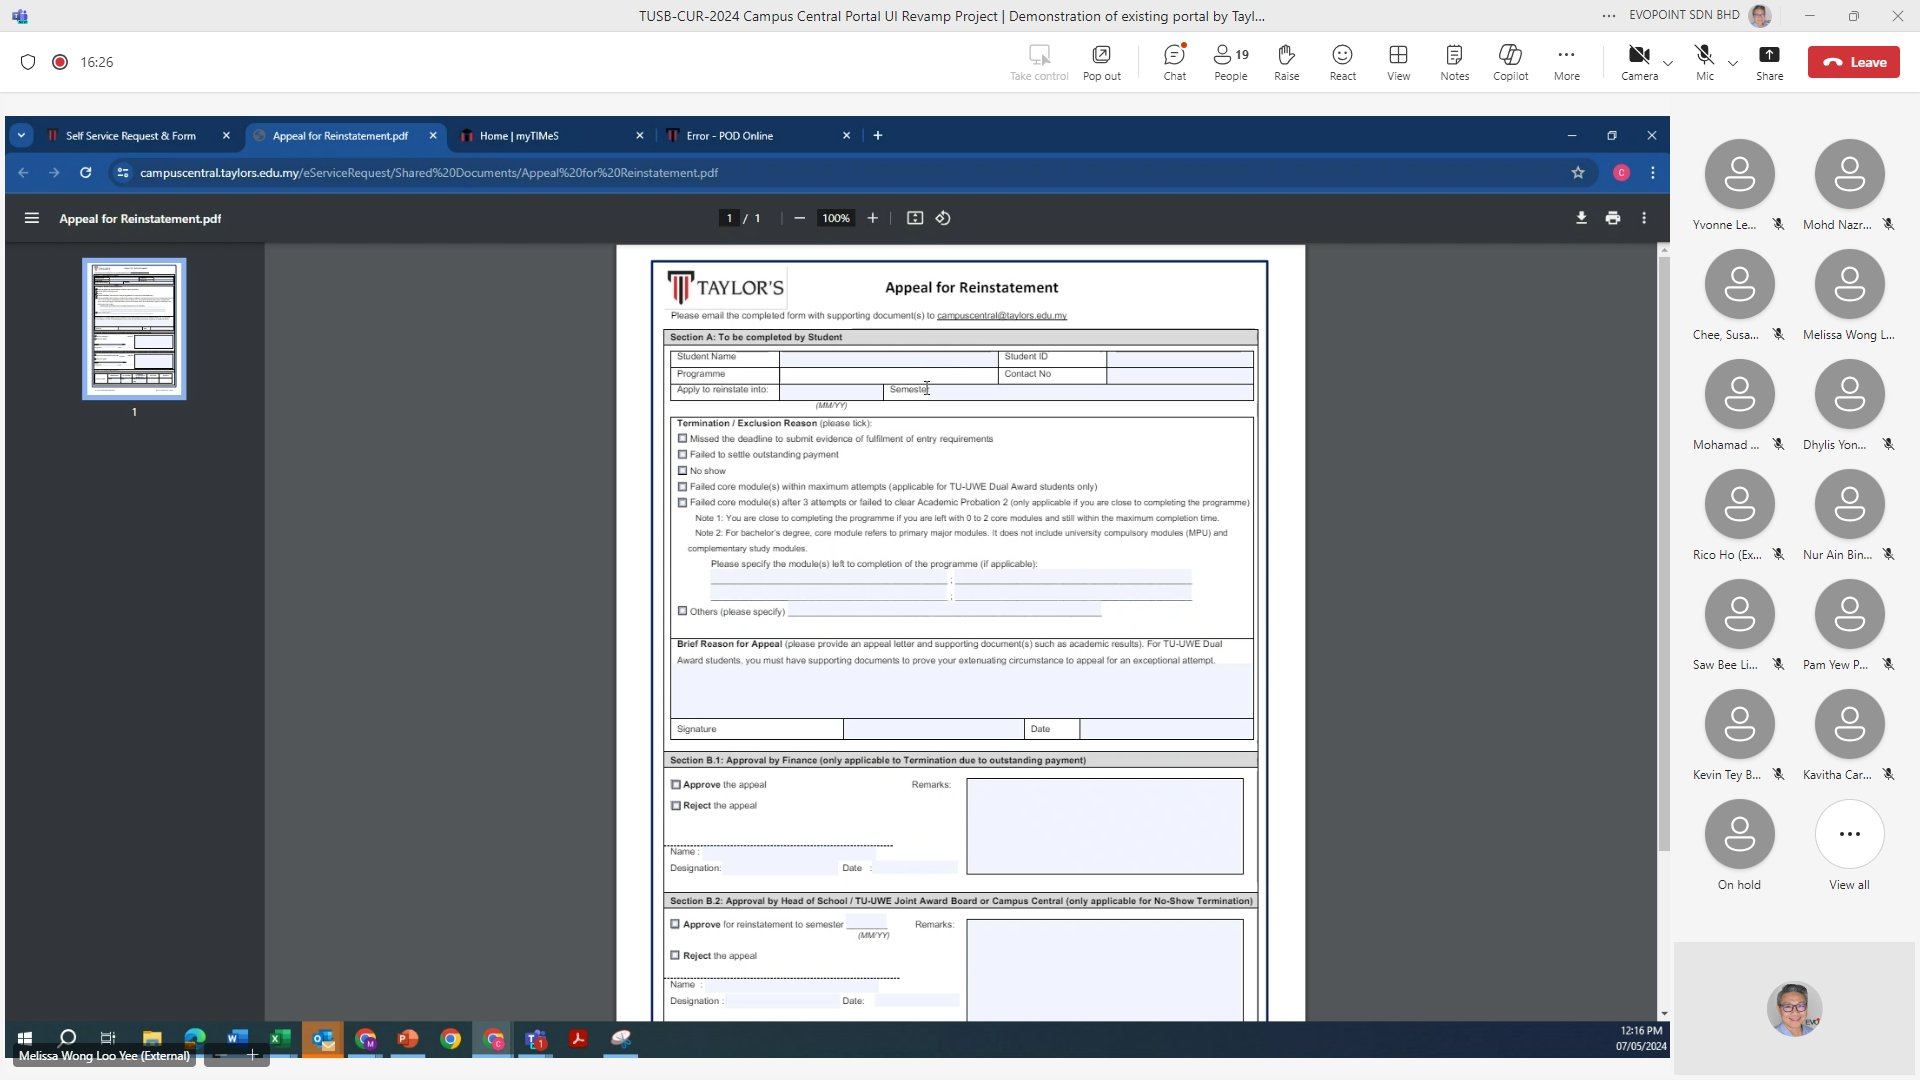 TUSB-CUR-2024 Campus Central Portal UI Revamp Project | Demonstration of existing portal by Tayl...
EVOPOINT SDN BHD
16:26
Take control
Pop out
Chat
19
People
Raise
React
View
Notes
Copilot
More
Camera
Mic
Share
Leave
Self Service Request & Form
Appeal for Reinstatement.pdf
Home | myTIMeS
Error - POD Online
campuscentral.taylors.edu.my/eServiceRequest/Shared%20Documents/Appeal%20for%20Reinstatement.pdf
C
Appeal for Reinstatement.pdf
1 / 1
100%
1
TAYLOR'S
Appeal for Reinstatement
Please email the completed form with supporting document(s) to campuscentral@taylors.edu.my
Section A: To be completed by Student
Student Name
Student ID
Programme
Contact No
Apply to reinstate into:
Semester
(MM/YY)
Termination / Exclusion Reason (please tick):
Missed the deadline to submit evidence of fulfilment of entry requirements
Failed to settle outstanding payment
No show
Failed core module(s) within maximum attempts (applicable for TU-UWE Dual Award students only)
Failed core module(s) after 3 attempts or failed to clear Academic Probation 2 (only applicable if you are close to completing the programme)
Note 1: You are close to completing the programme if you are left with 0 to 2 core modules and still within the maximum completion time.
Note 2: For bachelor's degree, core module refers to primary major modules. It does not include university compulsory modules (MPU) and
complementary study modules.
Please specify the module(s) left to completion of the programme (if applicable):
;
;
Others (please specify)
Brief Reason for Appeal (please provide an appeal letter and supporting document(s) such as academic results). For TU-UWE Dual
Award students, you must have supporting documents to prove your extenuating circumstance to appeal for an exceptional attempt.
Signature
Date
Section B.1: Approval by Finance (only applicable to Termination due to outstanding payment)
Approve the appeal
Remarks:
Reject the appeal
Name :
Designation:
Date :
Section B.2: Approval by Head of School / TU-UWE Joint Award Board or Campus Central (only applicable for No-Show Termination)
Approve for reinstatement to semester
Remarks:
(MM/YY)
Reject the appeal
Name :
Designation :
Date:
12:16 PM
07/05/2024
Melissa Wong Loo Yee (External)
Yvonne Le...
Mohd Nazr...
Chee, Susa...
Melissa Wong L...
Mohamad ...
Dhylis Yon...
Rico Ho (Ex...
Nur Ain Bin...
Saw Bee Li...
Pam Yew P...
Kevin Tey B...
Kavitha Car...
On hold
View all